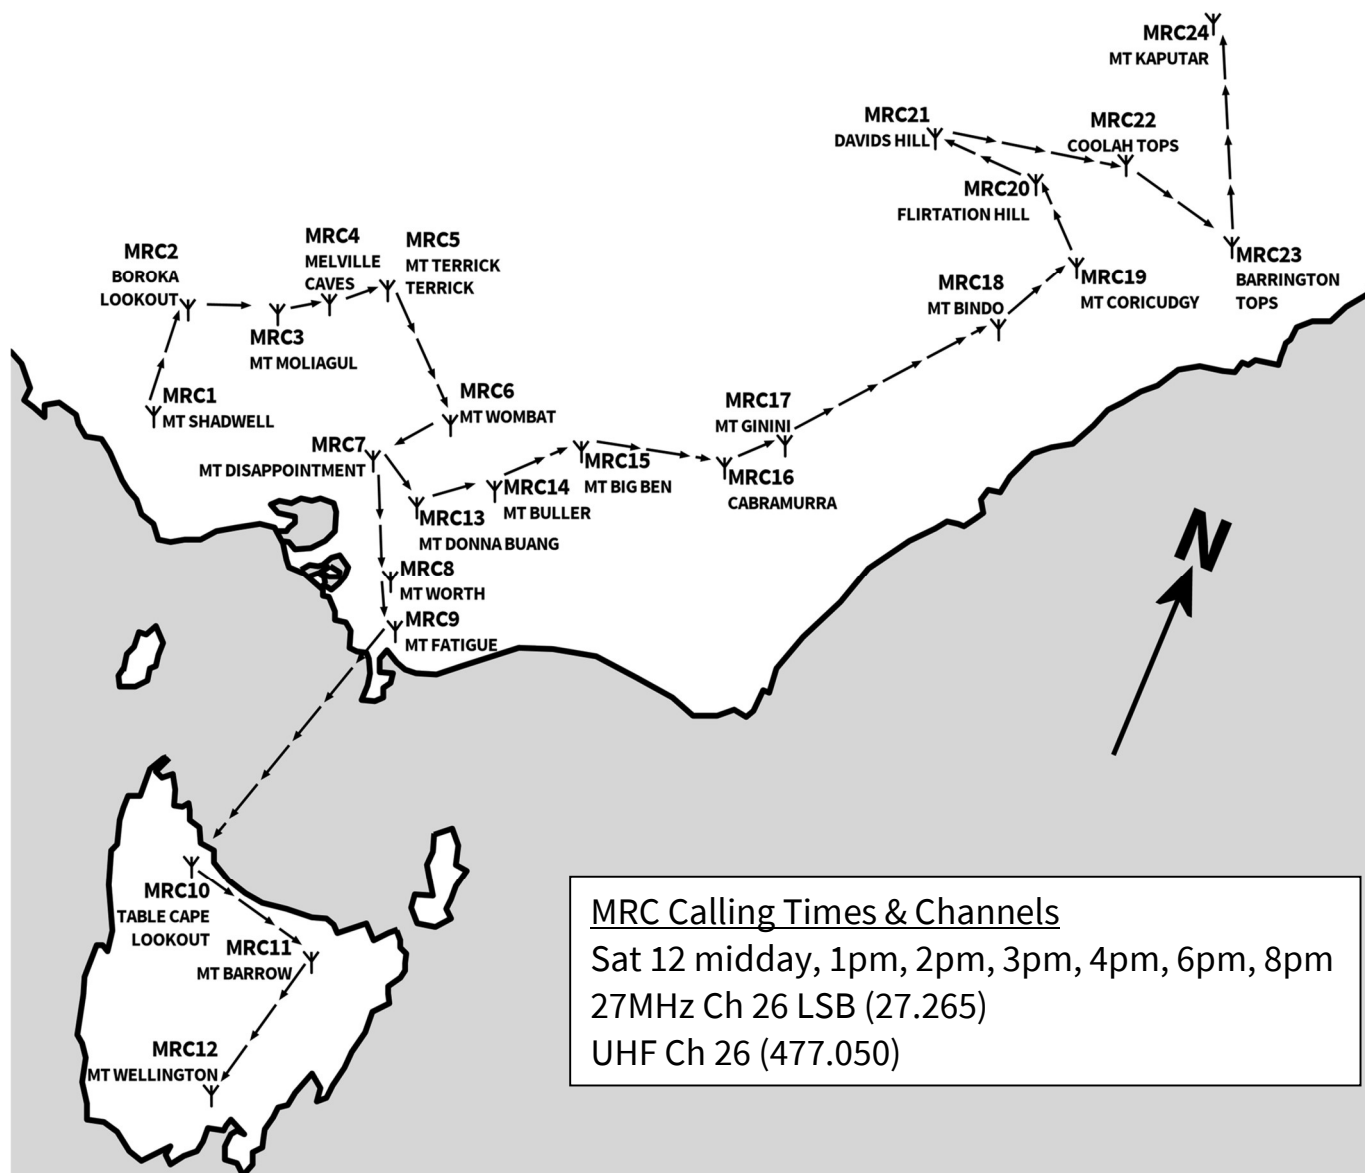 MRC24
MT KAPUTAR
MRC21
DAVIDS HILL
MRC22
COOLAH TOPS
MRC20
FLIRTATION HILL
MRC23
BARRINGTON
TOPS
MRC19
MT CORICUDGY
MRC18
MT BINDO
MRC2
BOROKA
LOOKOUT
MRC4
MELVILLE
CAVES
MRC5
MT TERRICK
TERRICK
MRC3
MT MOLIAGUL
MRC1
MT SHADWELL
MRC6
MT WOMBAT
MRC7
MT DISAPPOINTMENT
MRC17
MT GININI
MRC15
MT BIG BEN
MRC16
CABRAMURRA
MRC14
MT BULLER
MRC13
MT DONNA BUANG
MRC8
MT WORTH
MRC9
MT FATIGUE
N
MRC10
TABLE CAPE
LOOKOUT
MRC11
MT BARROW
MRC12
MT WELLINGTON
MRC Calling Times & Channels
Sat 12 midday, 1pm, 2pm, 3pm, 4pm, 6pm, 8pm
27MHz Ch 26 LSB (27.265)
UHF Ch 26 (477.050)